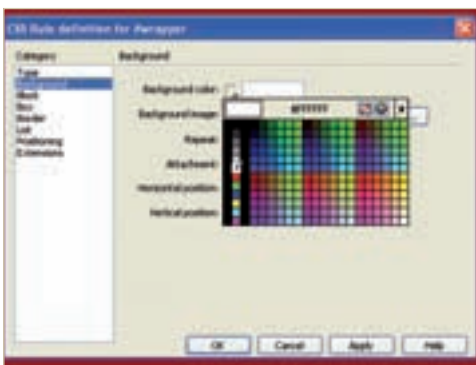 CSS Rule definition for #wrapper
Category
Background
Type
Background
Block
Box
Border
List
Positioning
Extensions
Background color:
#FFFFFF
Background image:
Repeat:
Attachment:
Horizontal position:
Vertical position:
OK
Cancel
Apply
Help